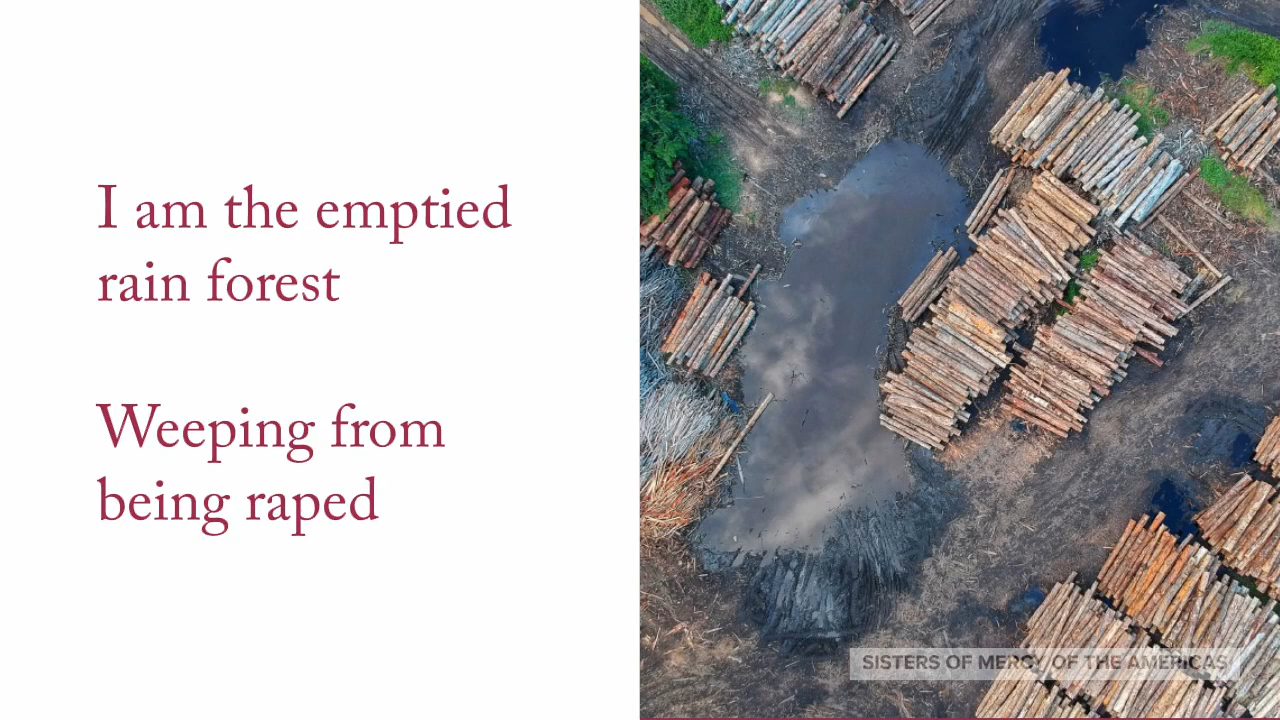 I am the emptied
rain forest
Weeping from
being raped
SISTERS OF MERCY OF THE AMERICAS